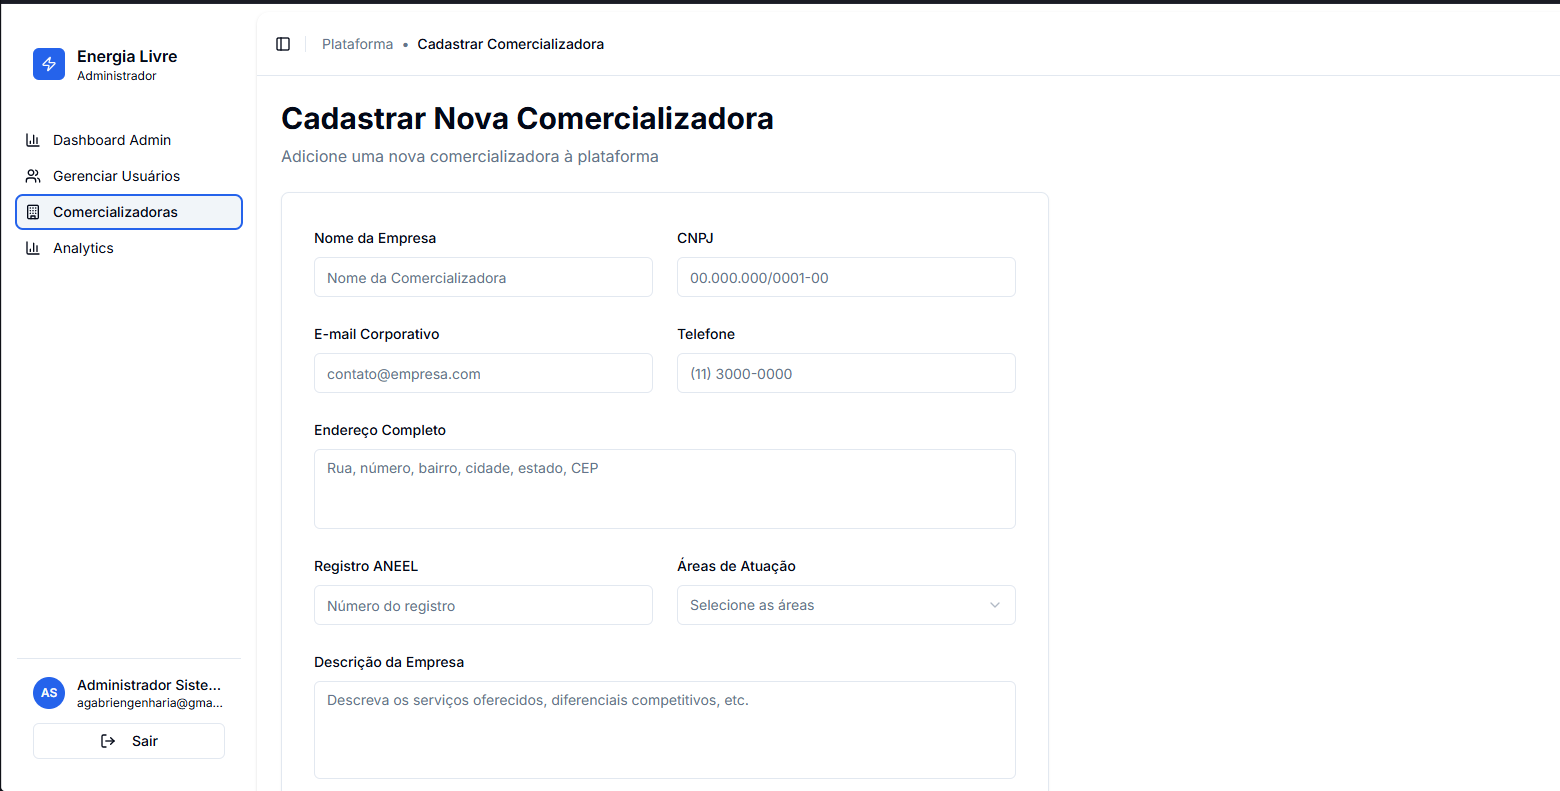 Energia Livre
Administrador
Dashboard Admin
Gerenciar Usuários
Comercializadoras
Analytics
AS
Administrador Siste...
agabriengenharia@gma...
Sair
Plataforma • Cadastrar Comercializadora
Cadastrar Nova Comercializadora
Adicione uma nova comercializadora à plataforma
Nome da Empresa
Nome da Comercializadora
CNPJ
00.000.000/0001-00
E-mail Corporativo
contato@empresa.com
Telefone
(11) 3000-0000
Endereço Completo
Rua, número, bairro, cidade, estado, CEP
Registro ANEEL
Número do registro
Áreas de Atuação
Selecione as áreas
Descrição da Empresa
Descreva os serviços oferecidos, diferenciais competitivos, etc.